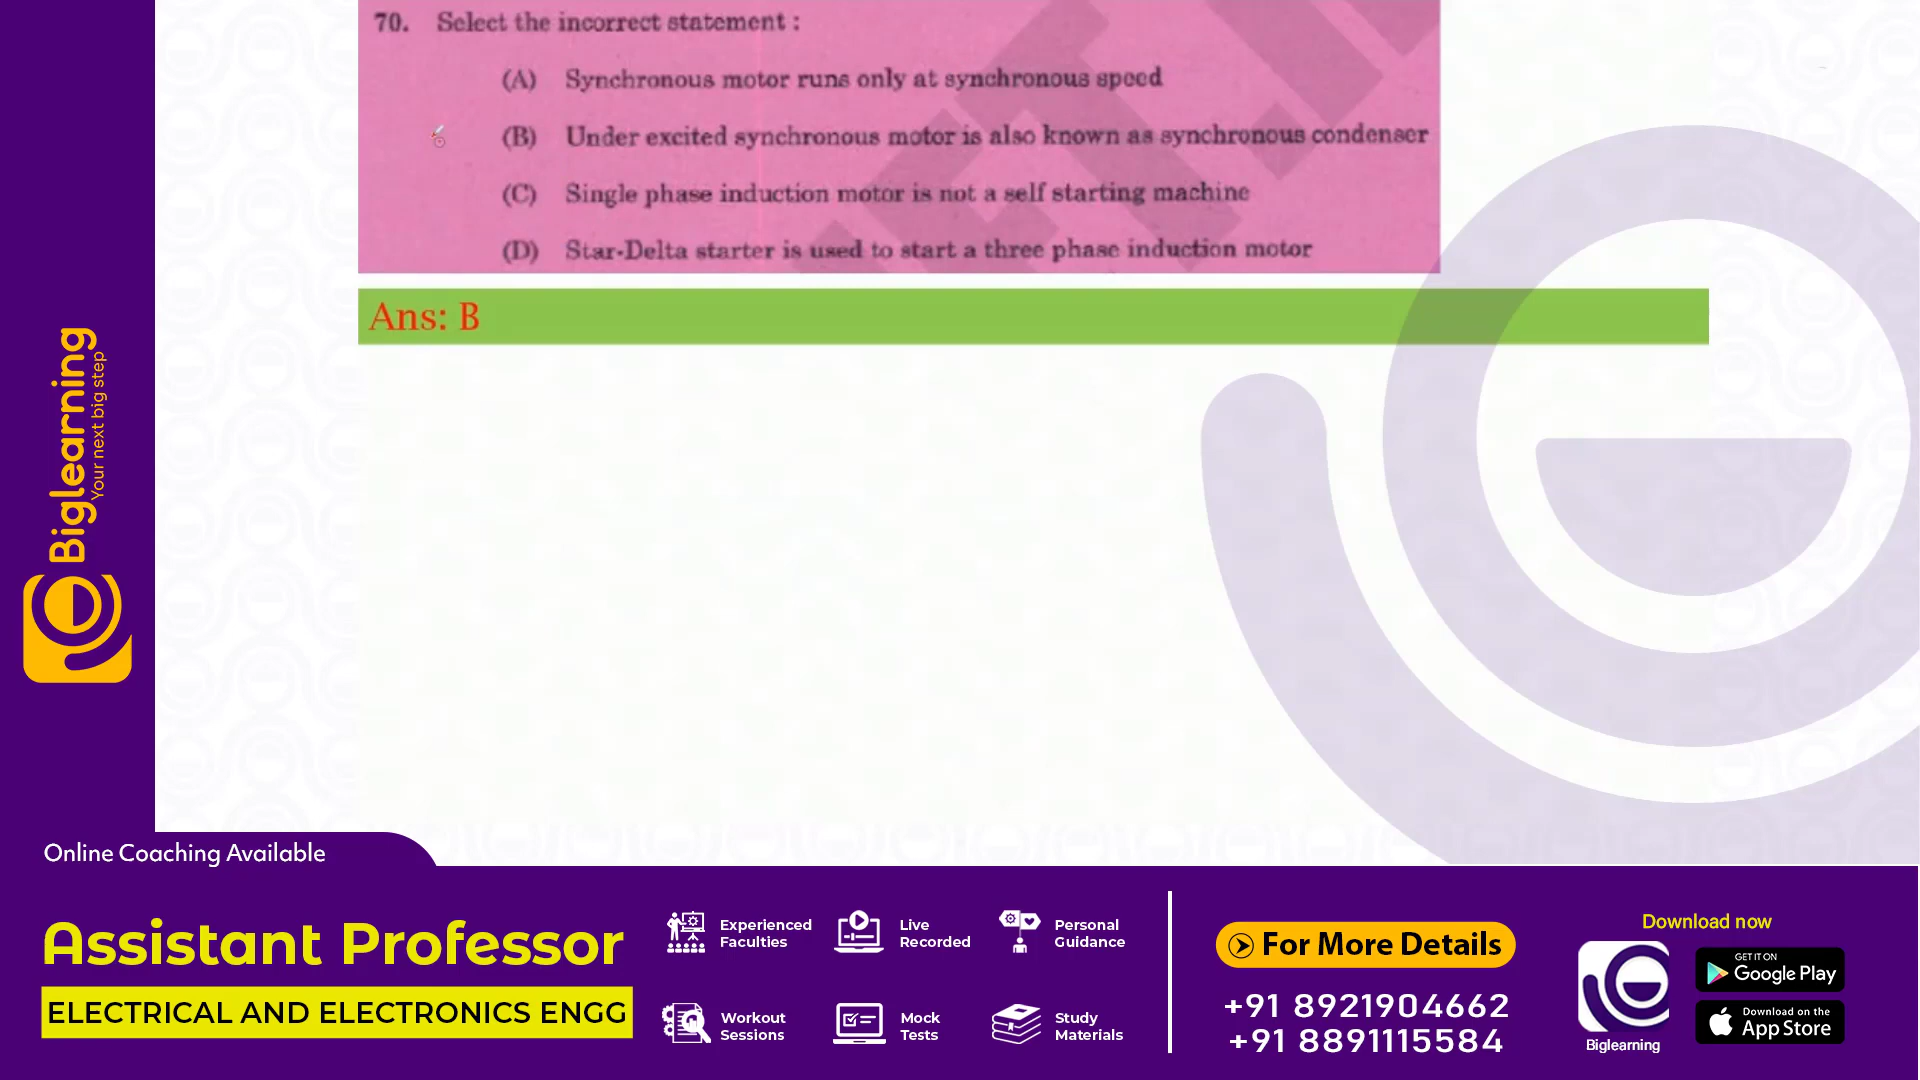 70. Select the incorrect statement :
(A) Synchronous motor runs only at synchronous speed
(B) Under excited synchronous motor is also known as synchronous condenser
(C) Single phase induction motor is not a self starting machine
(D) Star-Delta starter is used to start a three phase induction motor
Ans: B
Biglearning
Your next big step
Online Coaching Available
Assistant Professor
ELECTRICAL AND ELECTRONICS ENGG
Experienced
Faculties
Live
Recorded
Personal
Guidance
Workout
Sessions
Mock
Tests
Study
Materials
For More Details
+91 8921904662
+91 8891115584
Download now
Biglearning
GET IT ON
Google Play
Download on the
App Store